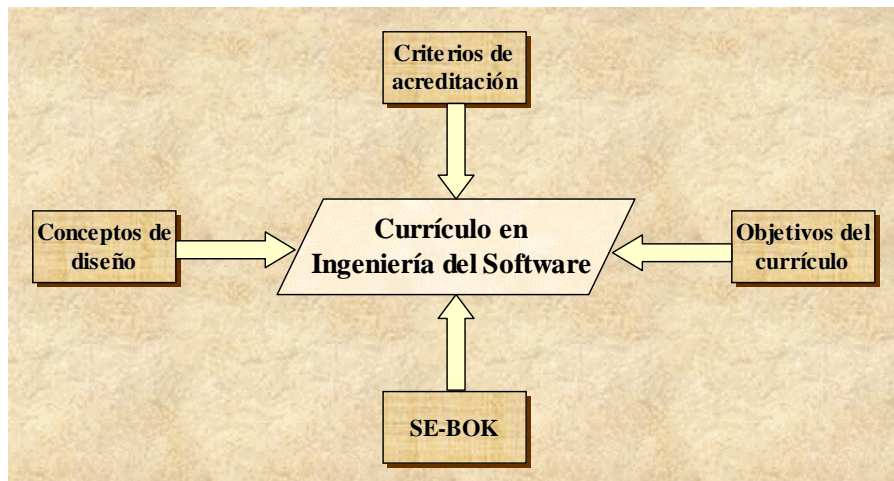 Criterios de
acreditación
Conceptos de
diseño
Currículo en
Ingeniería del Software
Objetivos del
currículo
SE-BOK